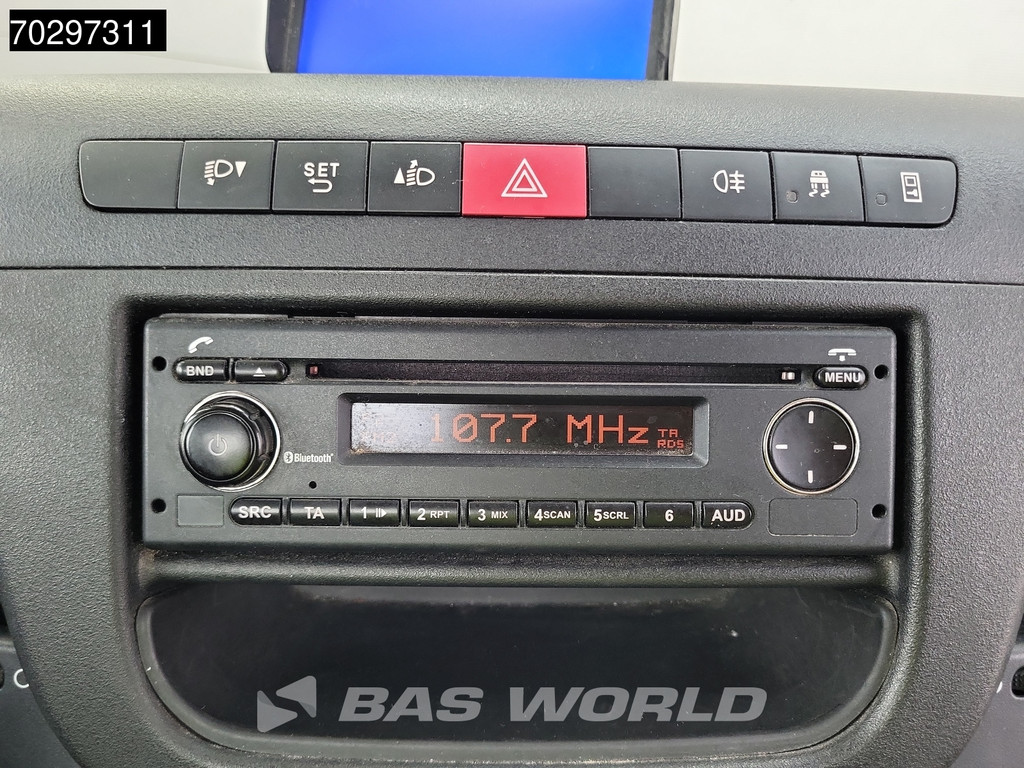 70297311
SET
BND
MENU
107.7 MHz
TA
RDS
Bluetooth
SRC
TA
1
2 RPT
3 MIX
4 SCAN
5 SCRL
6
AUD
BAS WORLD